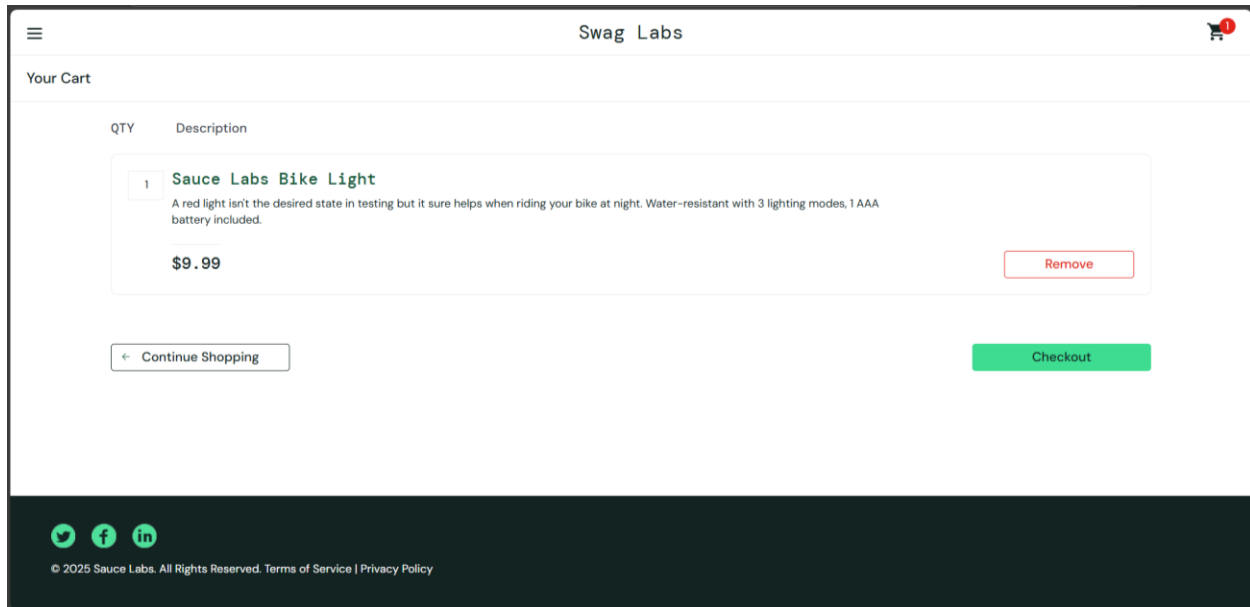 Swag Labs
1
Your Cart
QTY Description
1
Sauce Labs Bike Light
A red light isn't the desired state in testing but it sure helps when riding your bike at night. Water-resistant with 3 lighting modes, 1 AAA
battery included.
$9.99
Remove
← Continue Shopping
Checkout
f in
© 2025 Sauce Labs. All Rights Reserved. Terms of Service | Privacy Policy